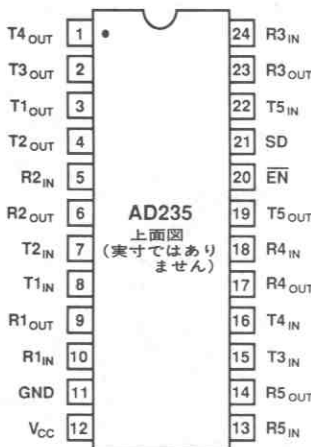 T4OUT 1 24 R3IN
T3OUT 2 23 R3OUT
T1OUT 3 22 T5IN
T2OUT 4 21 SD
R2IN 5 20 E̅N̅
R2OUT 6 19 T5OUT
T2IN 7 18 R4IN
T1IN 8 17 R4OUT
R1OUT 9 16 T4IN
R1IN 10 15 T3IN
GND 11 14 R5OUT
VCC 12 13 R5IN
AD235
上面図
(実寸ではあり
ません)